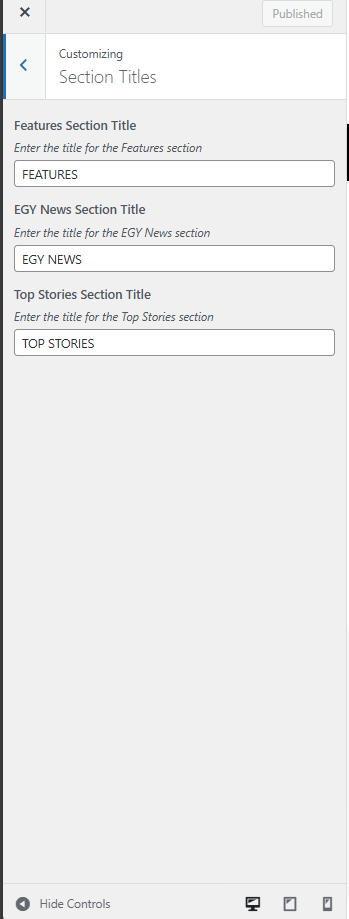 Published
Customizing
Section Titles
Features Section Title
Enter the title for the Features section
FEATURES
EGY News Section Title
Enter the title for the EGY News section
EGY NEWS
Top Stories Section Title
Enter the title for the Top Stories section
TOP STORIES
Hide Controls